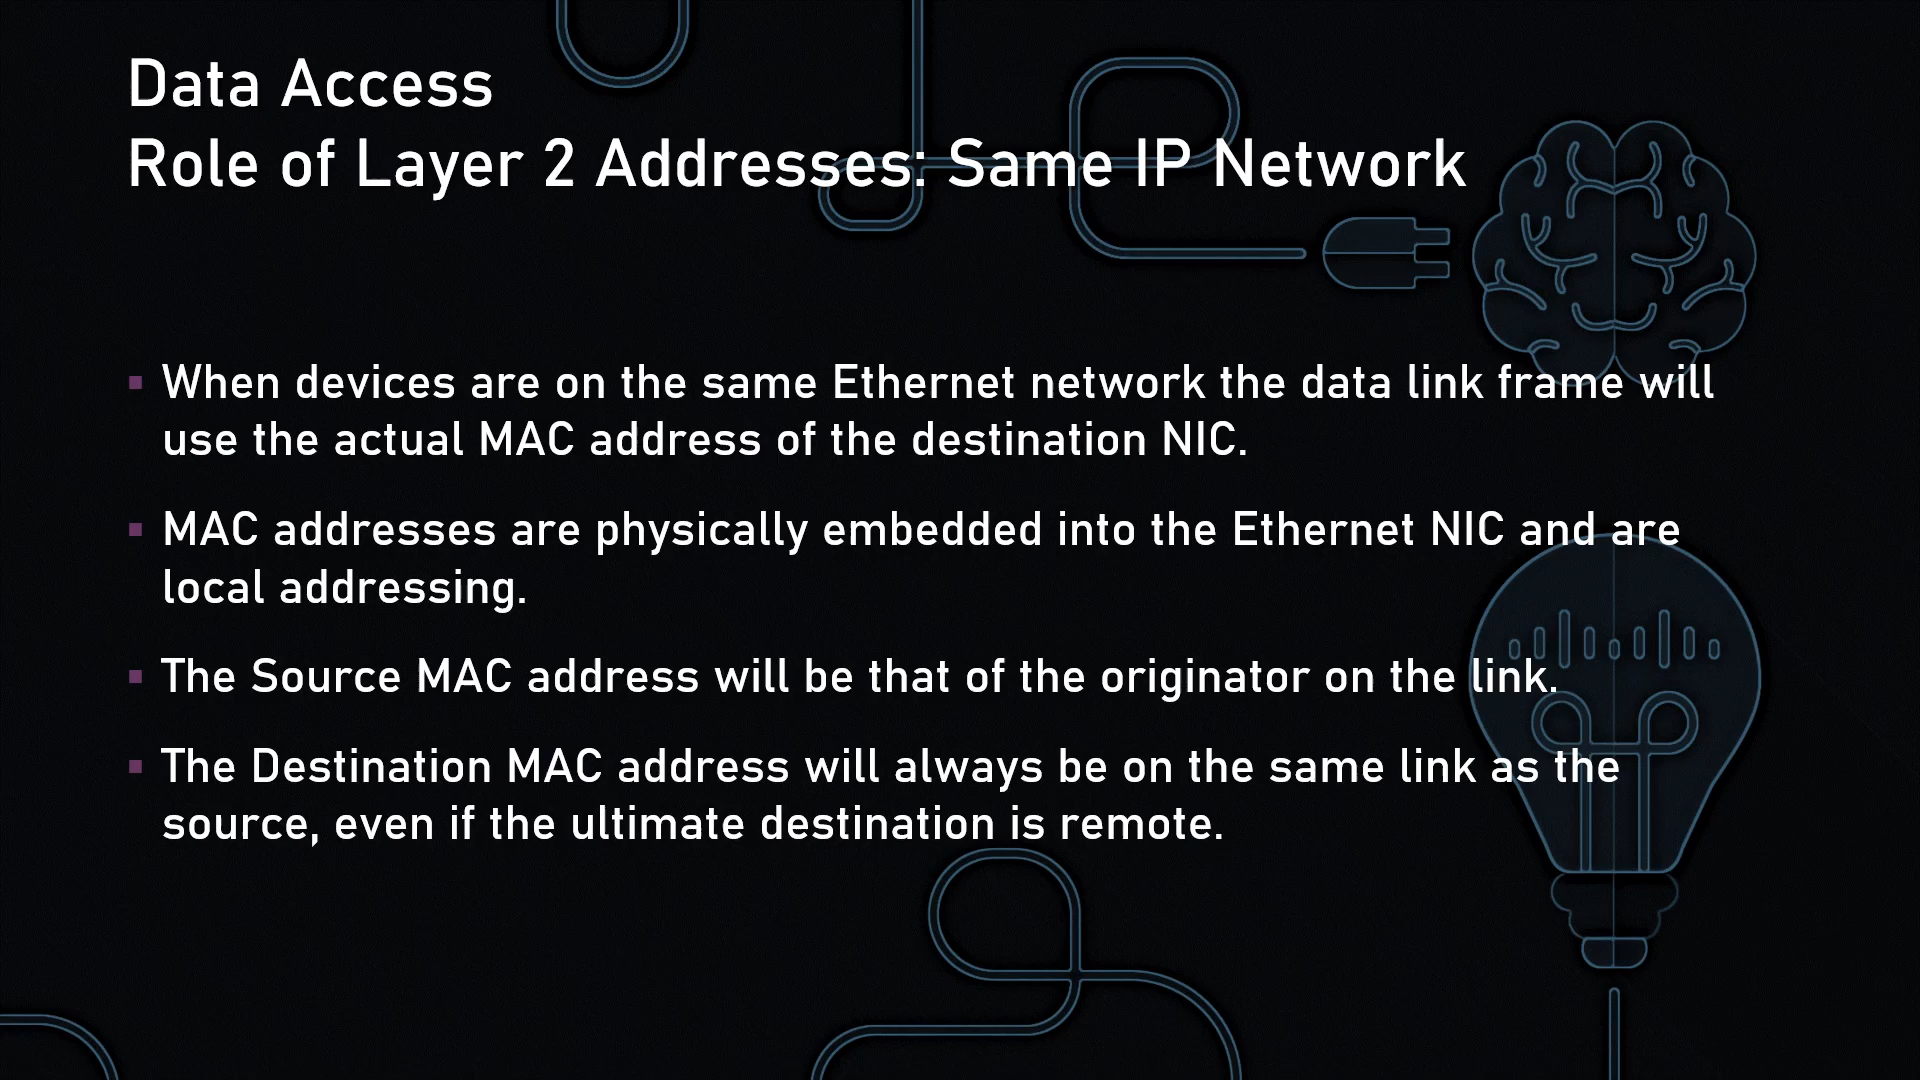 Data Access
Role of Layer 2 Addresses: Same IP Network
▪ When devices are on the same Ethernet network the data link frame will
use the actual MAC address of the destination NIC.
▪ MAC addresses are physically embedded into the Ethernet NIC and are
local addressing.
▪ The Source MAC address will be that of the originator on the link.
▪ The Destination MAC address will always be on the same link as the
source, even if the ultimate destination is remote.